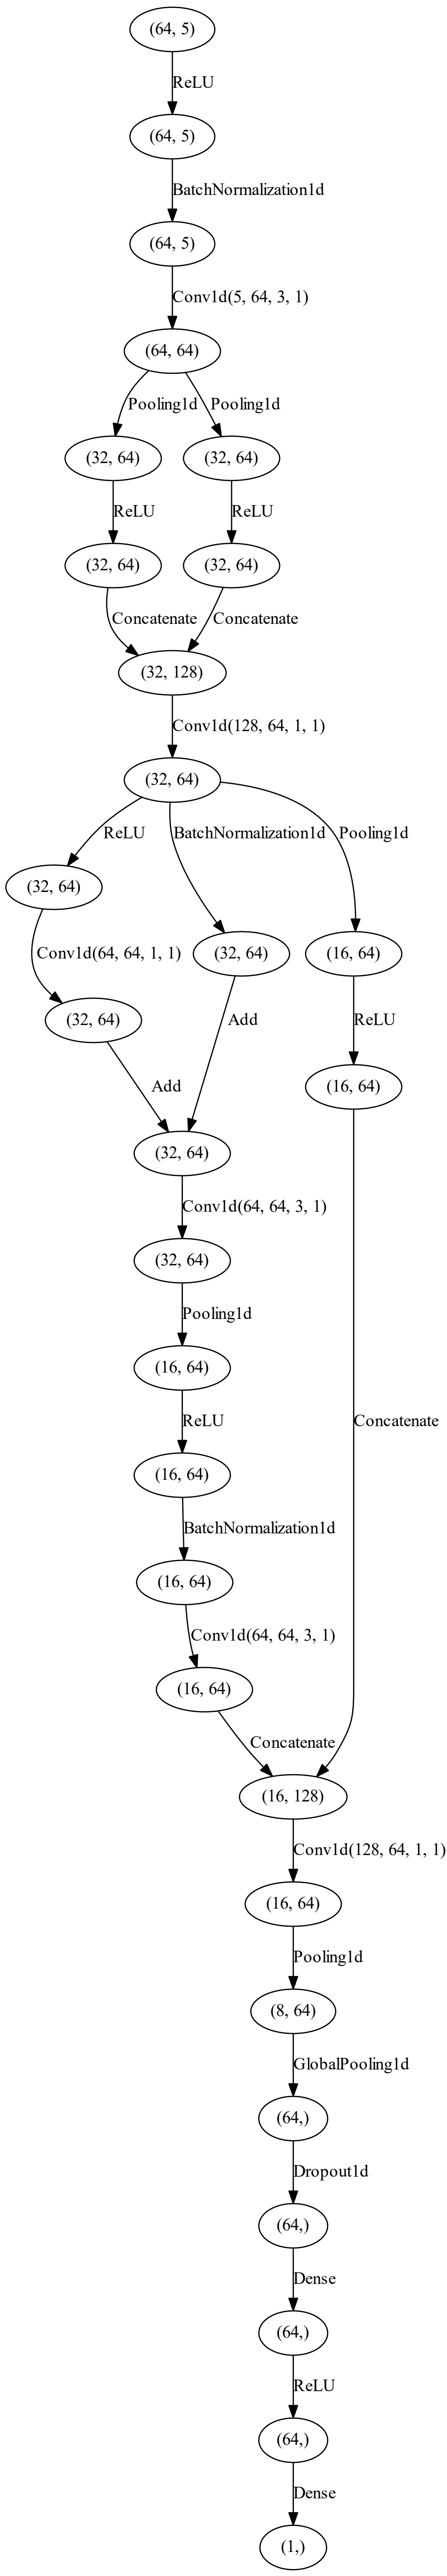 (64, 5)
ReLU
(64, 5)
BatchNormalization1d
(64, 5)
Conv1d(5, 64, 3, 1)
(64, 64)
Pooling1d Pooling1d
(32, 64) (32, 64)
ReLU ReLU
(32, 64) (32, 64)
Concatenate Concatenate
(32, 128)
Conv1d(128, 64, 1, 1)
(32, 64)
ReLU BatchNormalization1d Pooling1d
(32, 64)
Conv1d(64, 64, 1, 1) (32, 64) (16, 64)
(32, 64) Add ReLU
Add (16, 64)
(32, 64)
Conv1d(64, 64, 3, 1)
(32, 64)
Pooling1d
(16, 64)
ReLU Concatenate
(16, 64)
BatchNormalization1d
(16, 64)
Conv1d(64, 64, 3, 1)
(16, 64)
Concatenate
(16, 128)
Conv1d(128, 64, 1, 1)
(16, 64)
Pooling1d
(8, 64)
GlobalPooling1d
(64,)
Dropout1d
(64,)
Dense
(64,)
ReLU
(64,)
Dense
(1,)